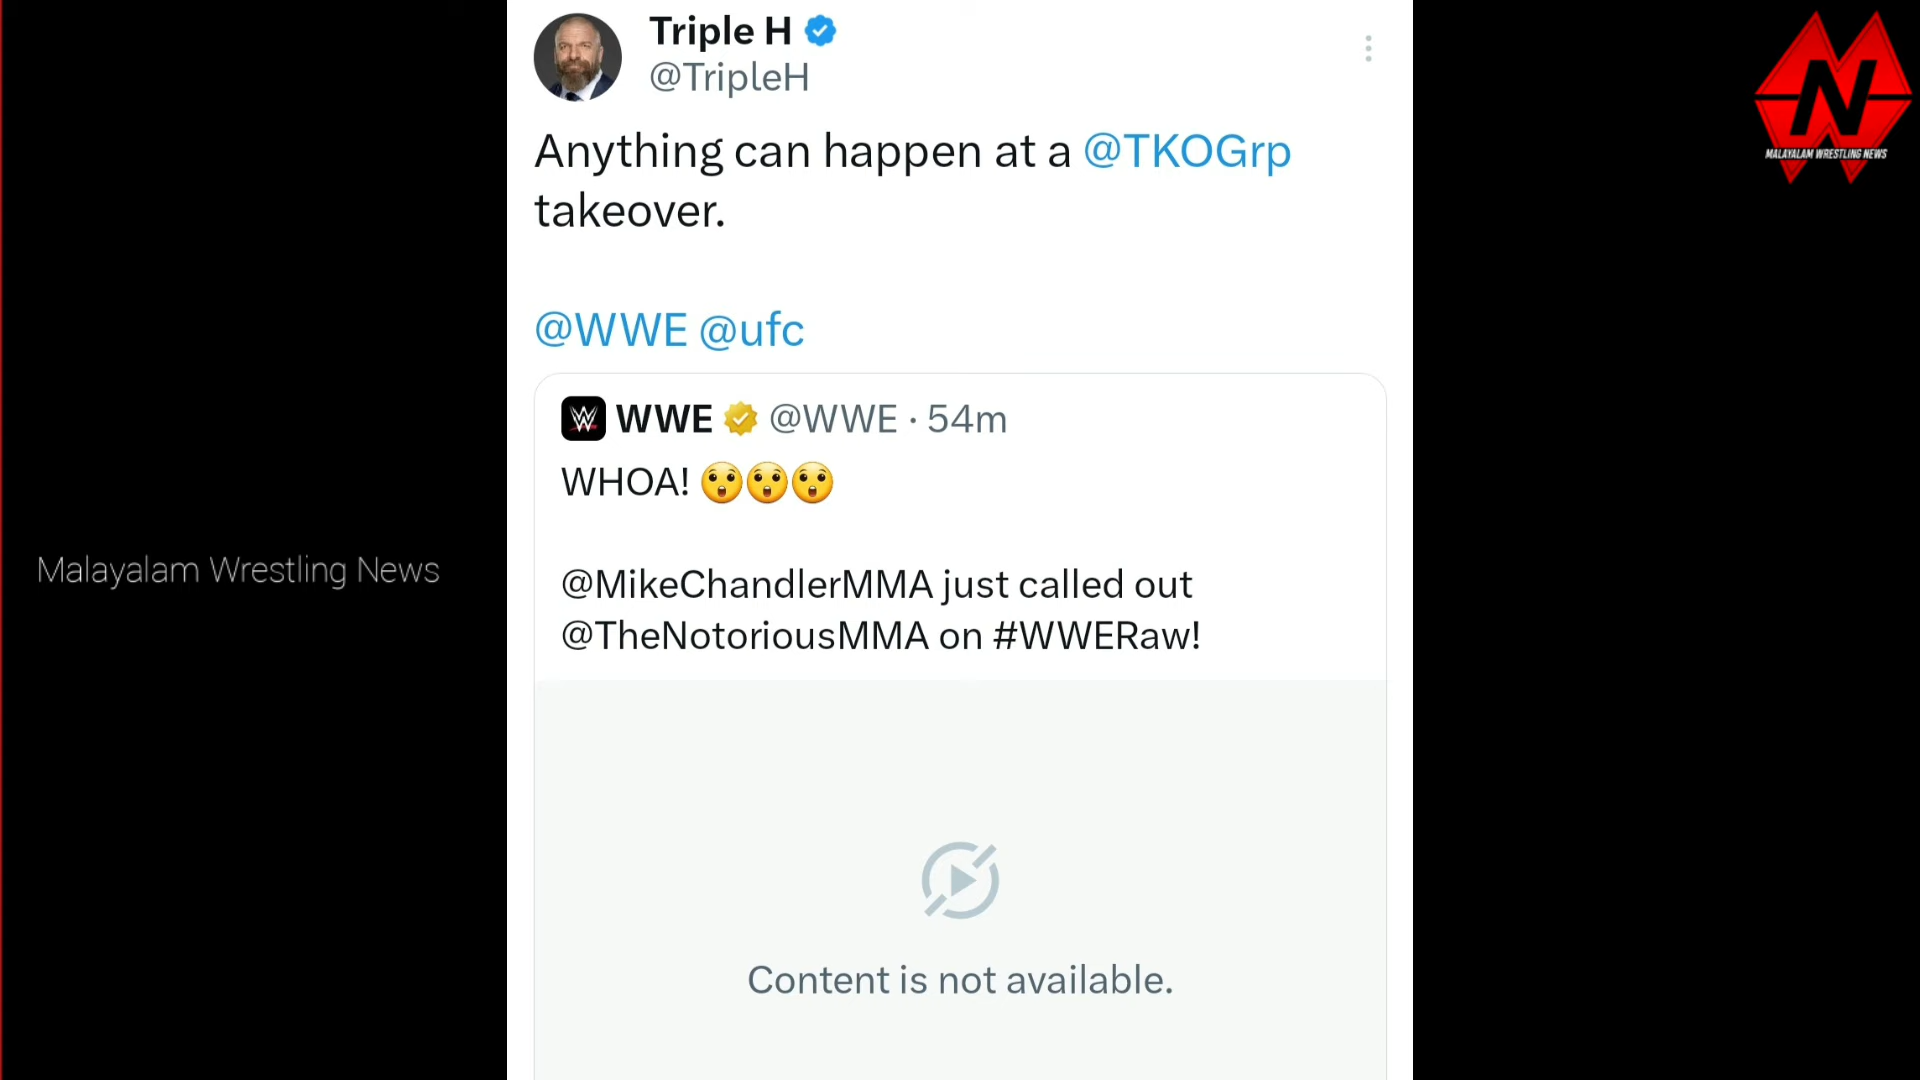 Triple H
@TripleH
Anything can happen at a @TKOGrp
takeover.
@WWE @ufc
WWE @WWE · 54m
WHOA! 😲😲😲
@MikeChandlerMMA just called out
@TheNotoriousMMA on #WWERaw!
Content is not available.
Malayalam Wrestling News
MN
MALAYALAM WRESTLING NEWS